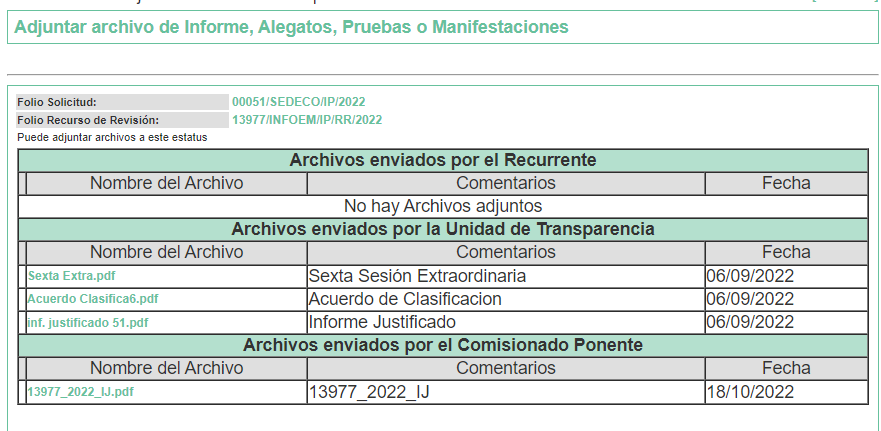 Adjuntar archivo de Informe, Alegatos, Pruebas o Manifestaciones
Folio Solicitud: 00051/SEDECO/IP/2022
Folio Recurso de Revisión: 13977/INFOEM/IP/RR/2022
Puede adjuntar archivos a este estatus
Archivos enviados por el Recurrente
Nombre del Archivo Comentarios Fecha
No hay Archivos adjuntos
Archivos enviados por la Unidad de Transparencia
Nombre del Archivo Comentarios Fecha
Sexta Extra.pdf Sexta Sesión Extraordinaria 06/09/2022
Acuerdo Clasifica6.pdf Acuerdo de Clasificacion 06/09/2022
inf. justificado 51.pdf Informe Justificado 06/09/2022
Archivos enviados por el Comisionado Ponente
Nombre del Archivo Comentarios Fecha
13977_2022_IJ.pdf 13977_2022_IJ 18/10/2022